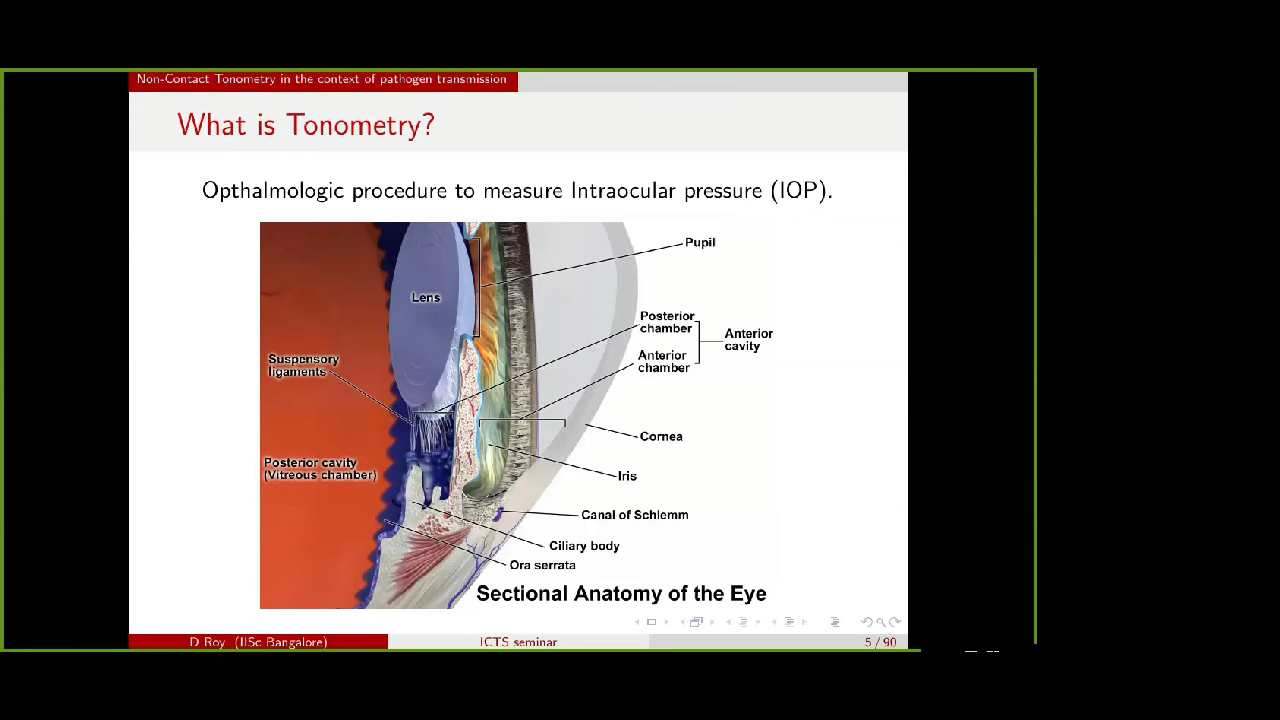 Non-Contact Tonometry in the context of pathogen transmission
What is Tonometry?
Opthalmologic procedure to measure Intraocular pressure (IOP).
Pupil
Lens
Posterior
chamber
Anterior
cavity
Anterior
chamber
Suspensory
ligaments
Cornea
Posterior cavity
(Vitreous chamber)
Iris
Canal of Schlemm
Ciliary body
Ora serrata
Sectional Anatomy of the Eye
D Roy (IISc Bangalore)
ICTS seminar
5 / 90